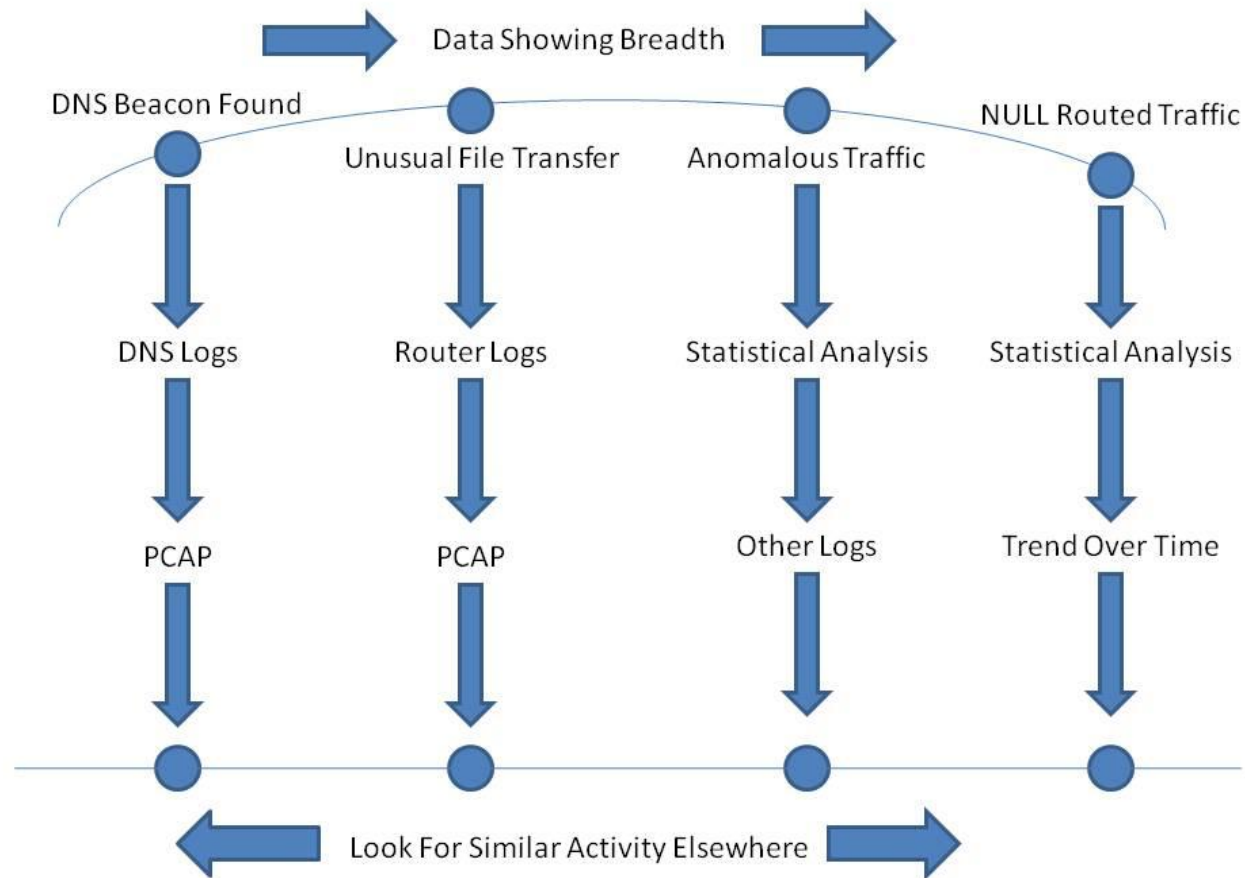 Data Showing Breadth
DNS Beacon Found
NULL Routed Traffic
Unusual File Transfer
Anomalous Traffic
DNS Logs
Router Logs
Statistical Analysis
Statistical Analysis
PCAP
PCAP
Other Logs
Trend Over Time
Look For Similar Activity Elsewhere